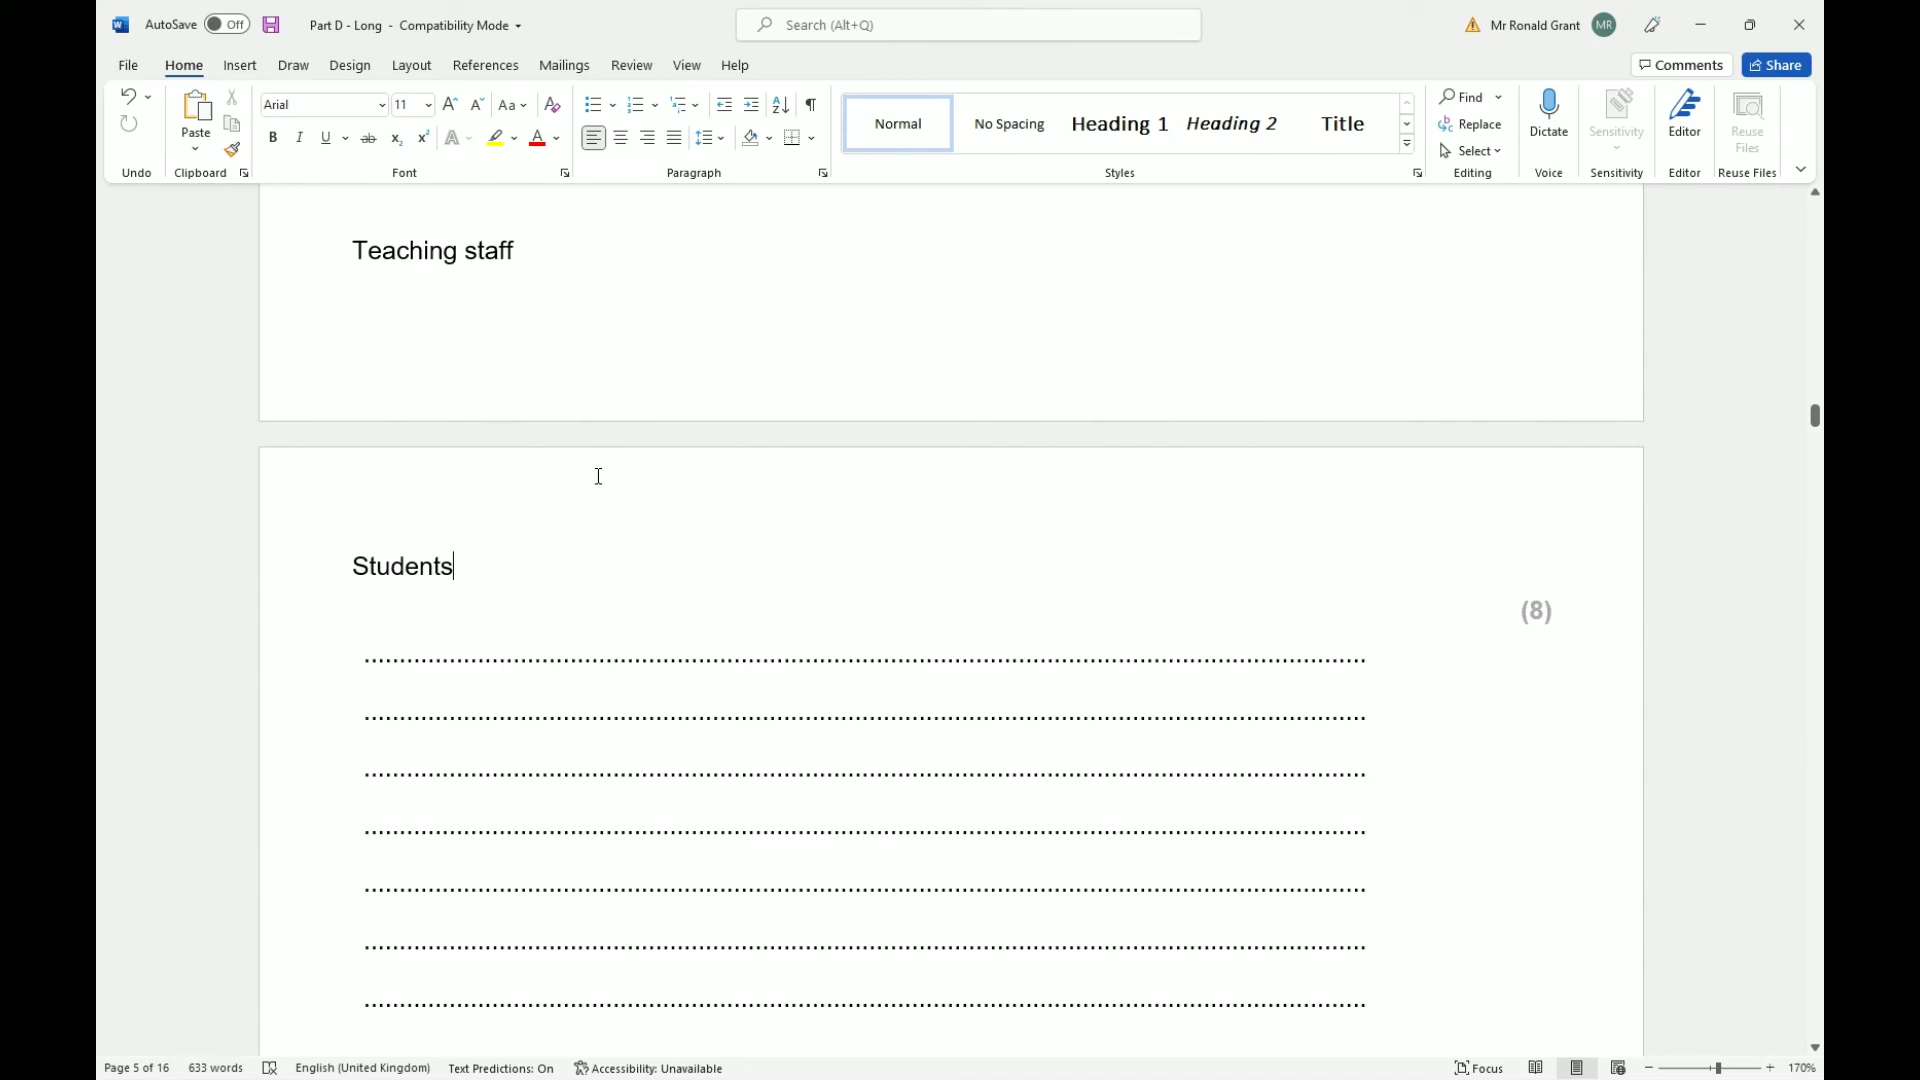 AutoSave Off Part D - Long - Compatibility Mode Search (Alt+Q) Mr Ronald Grant MR
File Home Insert Draw Design Layout References Mailings Review View Help Comments Share
Arial 11 Aa
Paste
Normal No Spacing Heading 1 Heading 2 Title
Find
Replace
Select
Dictate Sensitivity Editor Reuse Files
Undo Clipboard Font Paragraph Styles Editing Voice Sensitivity Editor Reuse Files
Teaching staff
Students
(8)
Page 5 of 16 633 words English (United Kingdom) Text Predictions: On Accessibility: Unavailable Focus 170%